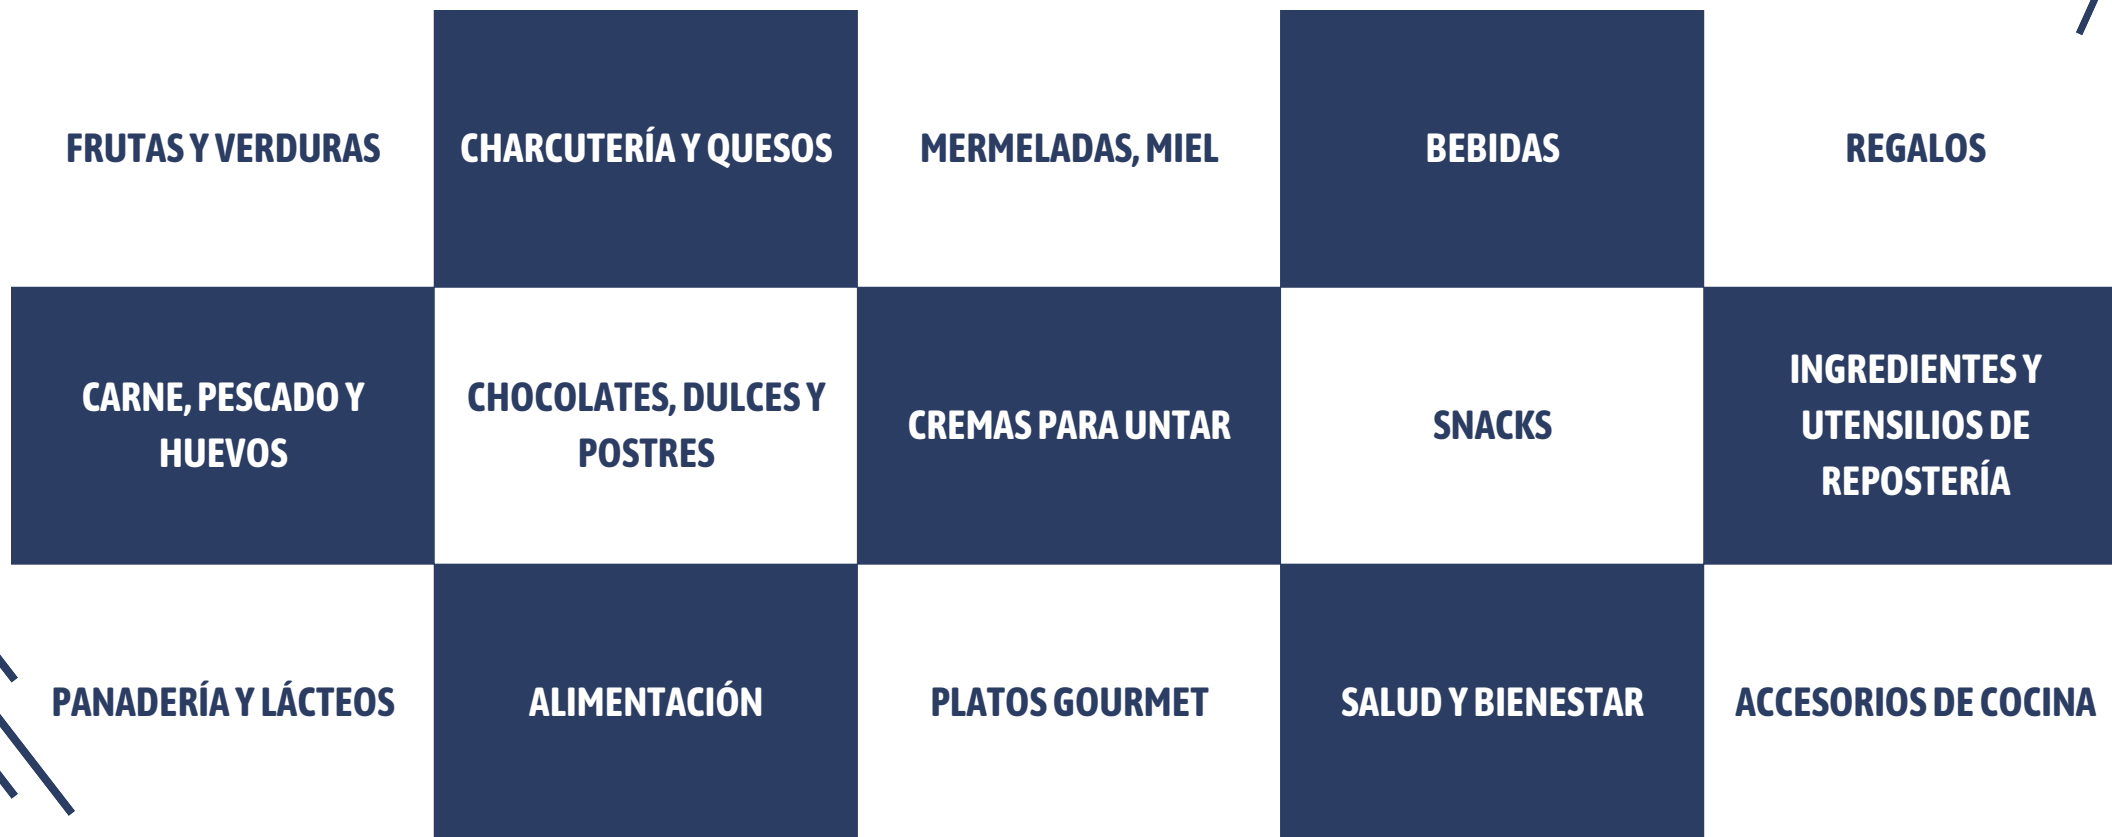 FRUTAS Y VERDURAS
CHARCUTERÍA Y QUESOS
MERMELADAS, MIEL
BEBIDAS
REGALOS
CARNE, PESCADO Y
HUEVOS
CHOCOLATES, DULCES Y
POSTRES
CREMAS PARA UNTAR
SNACKS
INGREDIENTES Y
UTENSILIOS DE
REPOSTERÍA
PANADERÍA Y LÁCTEOS
ALIMENTACIÓN
PLATOS GOURMET
SALUD Y BIENESTAR
ACCESORIOS DE COCINA